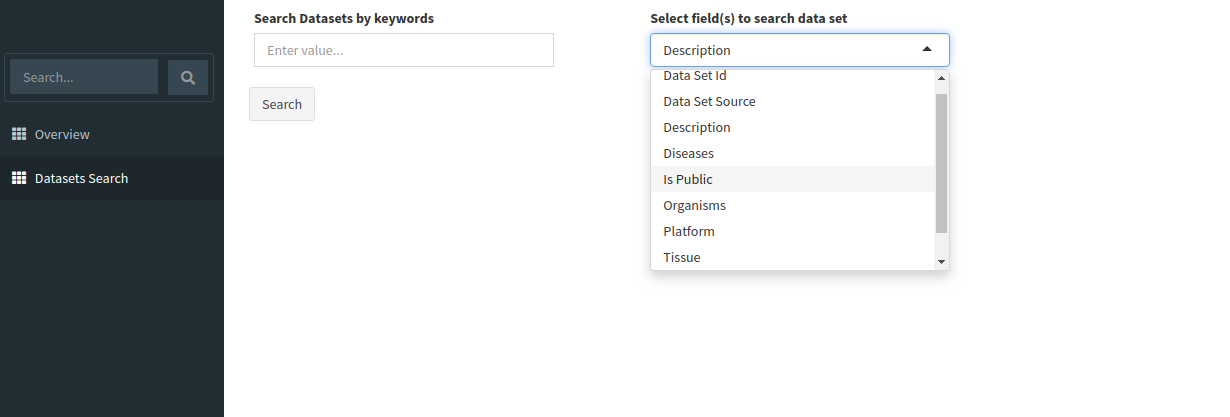 Search...
Overview
Datasets Search
Search Datasets by keywords
Enter value...
Search
Select field(s) to search data set
Description
Data Set Id
Data Set Source
Description
Diseases
Is Public
Organisms
Platform
Tissue